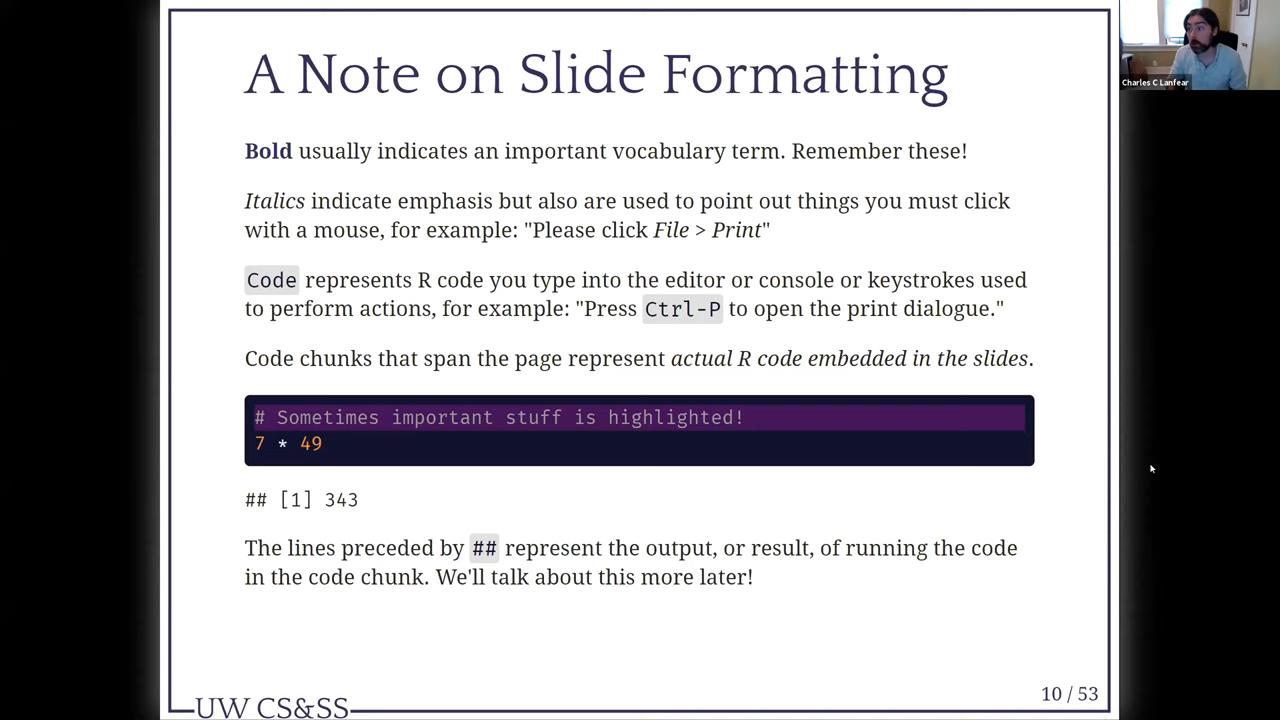 A Note on Slide Formatting
Charles C Lanfear
Bold usually indicates an important vocabulary term. Remember these!
Italics indicate emphasis but also are used to point out things you must click
with a mouse, for example: "Please click File > Print"
Code represents R code you type into the editor or console or keystrokes used
to perform actions, for example: "Press Ctrl-P to open the print dialogue."
Code chunks that span the page represent actual R code embedded in the slides.
# Sometimes important stuff is highlighted!
7 * 49
## [1] 343
The lines preceded by ## represent the output, or result, of running the code
in the code chunk. We'll talk about this more later!
UW CS&SS
10 / 53